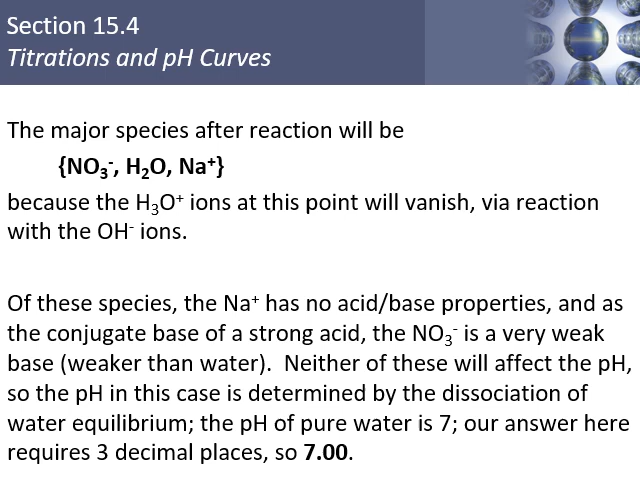 Section 15.4
Titrations and pH Curves
The major species after reaction will be
{NO₃⁻, H₂O, Na⁺}
because the H₃O⁺ ions at this point will vanish, via reaction
with the OH⁻ ions.
Of these species, the Na⁺ has no acid/base properties, and as
the conjugate base of a strong acid, the NO₃⁻ is a very weak
base (weaker than water).  Neither of these will affect the pH,
so the pH in this case is determined by the dissociation of
water equilibrium; the pH of pure water is 7; our answer here
requires 3 decimal places, so 7.00.